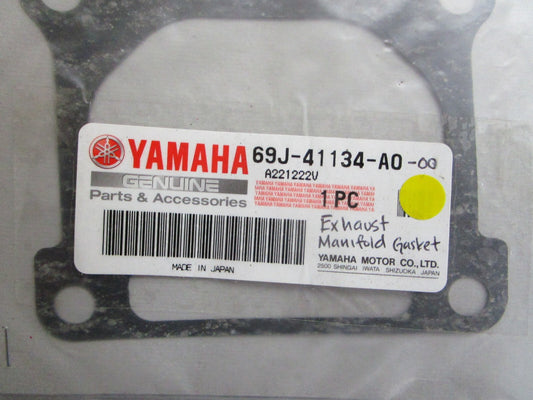 YAMAHA 69J-41134-A0-00
A221222V
GENUINE
Parts & Accessories
1 PC
Exhaust
Manifold Gasket
YAMAHA MOTOR CO.,LTD.
2500 SHINGAI IWATA SHIZUOKA JAPAN
MADE IN JAPAN